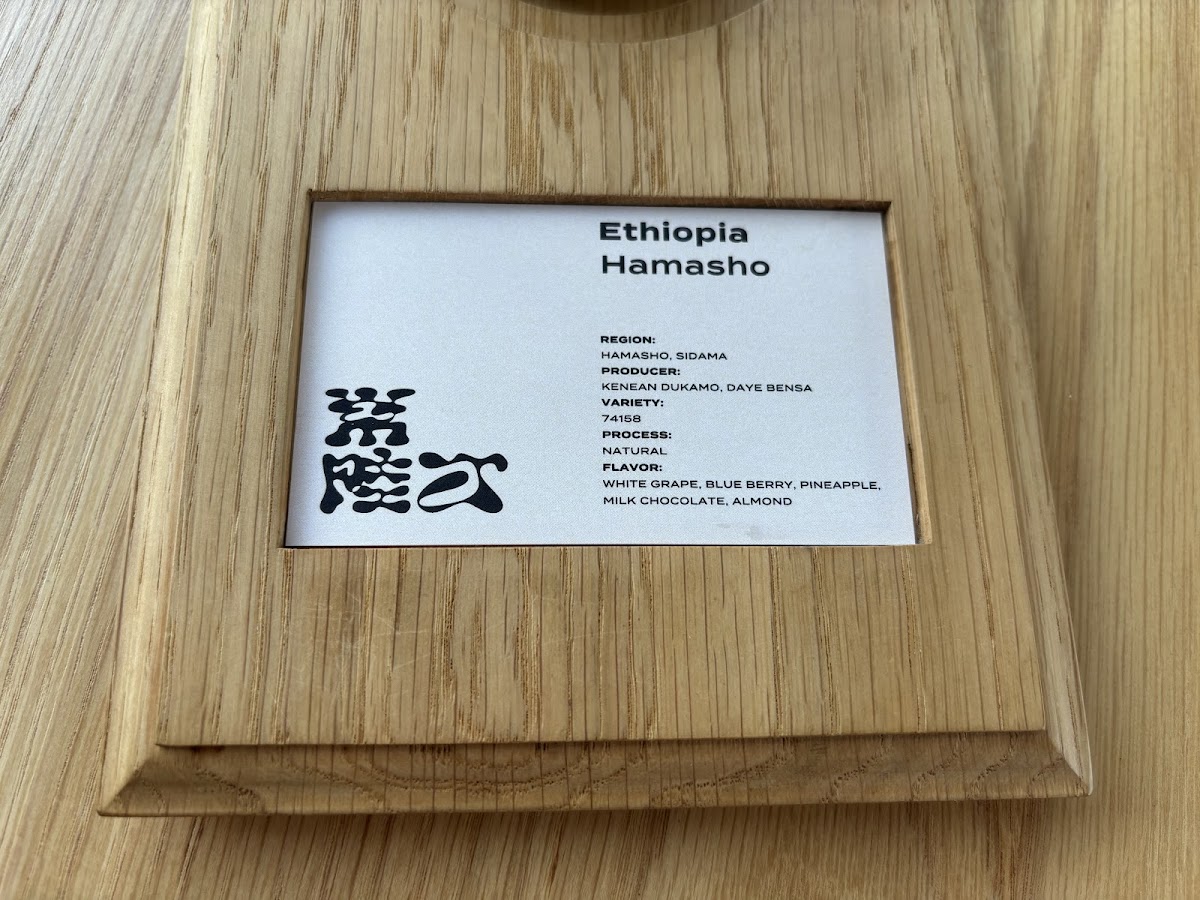 Ethiopia
Hamasho
REGION:
HAMASHO, SIDAMA
PRODUCER:
KENEAN DUKAMO, DAYE BENSA
VARIETY:
74158
PROCESS:
NATURAL
FLAVOR:
WHITE GRAPE, BLUE BERRY, PINEAPPLE,
MILK CHOCOLATE, ALMOND